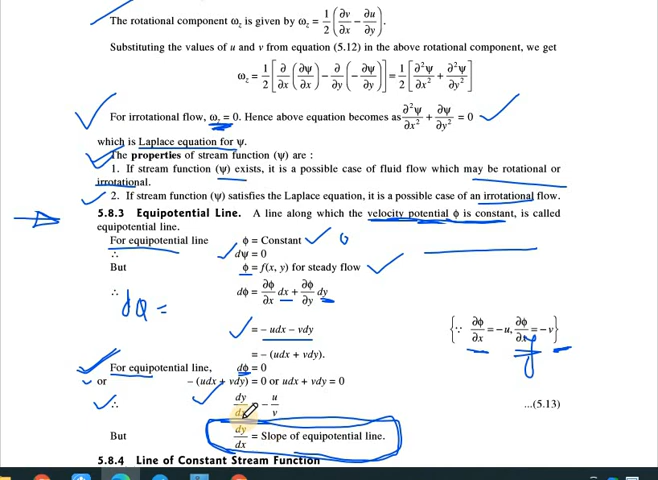 The rotational component ω_z is given by ω_z = 1/2 (∂v/∂x − ∂u/∂y).
Substituting the values of u and v from equation (5.12) in the above rotational component, we get
ω_z = 1/2 [∂/∂x (∂ψ/∂x) − ∂/∂y (−∂ψ/∂y)] = 1/2 [∂²ψ/∂x² + ∂²ψ/∂y²]
For irrotational flow, ω_z = 0. Hence above equation becomes as ∂²ψ/∂x² + ∂ψ/∂y² = 0
which is Laplace equation for ψ.
The properties of stream function (ψ) are :
1. If stream function (ψ) exists, it is a possible case of fluid flow which may be rotational or
irrotational.
2. If stream function (ψ) satisfies the Laplace equation, it is a possible case of an irrotational flow.
5.8.3 Equipotential Line. A line along which the velocity potential ϕ is constant, is called
equipotential line.
For equipotential line ϕ = Constant
∴ dψ = 0
But ϕ = f(x, y) for steady flow
∴ dϕ = ∂ϕ/∂x dx + ∂ϕ/∂y dy
dϕ =
= − udx − vdy {∵ ∂ϕ/∂x = −u, ∂ϕ/∂x = −v}
y
= − (udx + vdy).
For equipotential line, dϕ = 0
or − (udx + vdy) = 0 or udx + vdy = 0
∴ dy/dx − u/v ...(5.13)
But dy/dx = Slope of equipotential line.
5.8.4 Line of Constant Stream Function